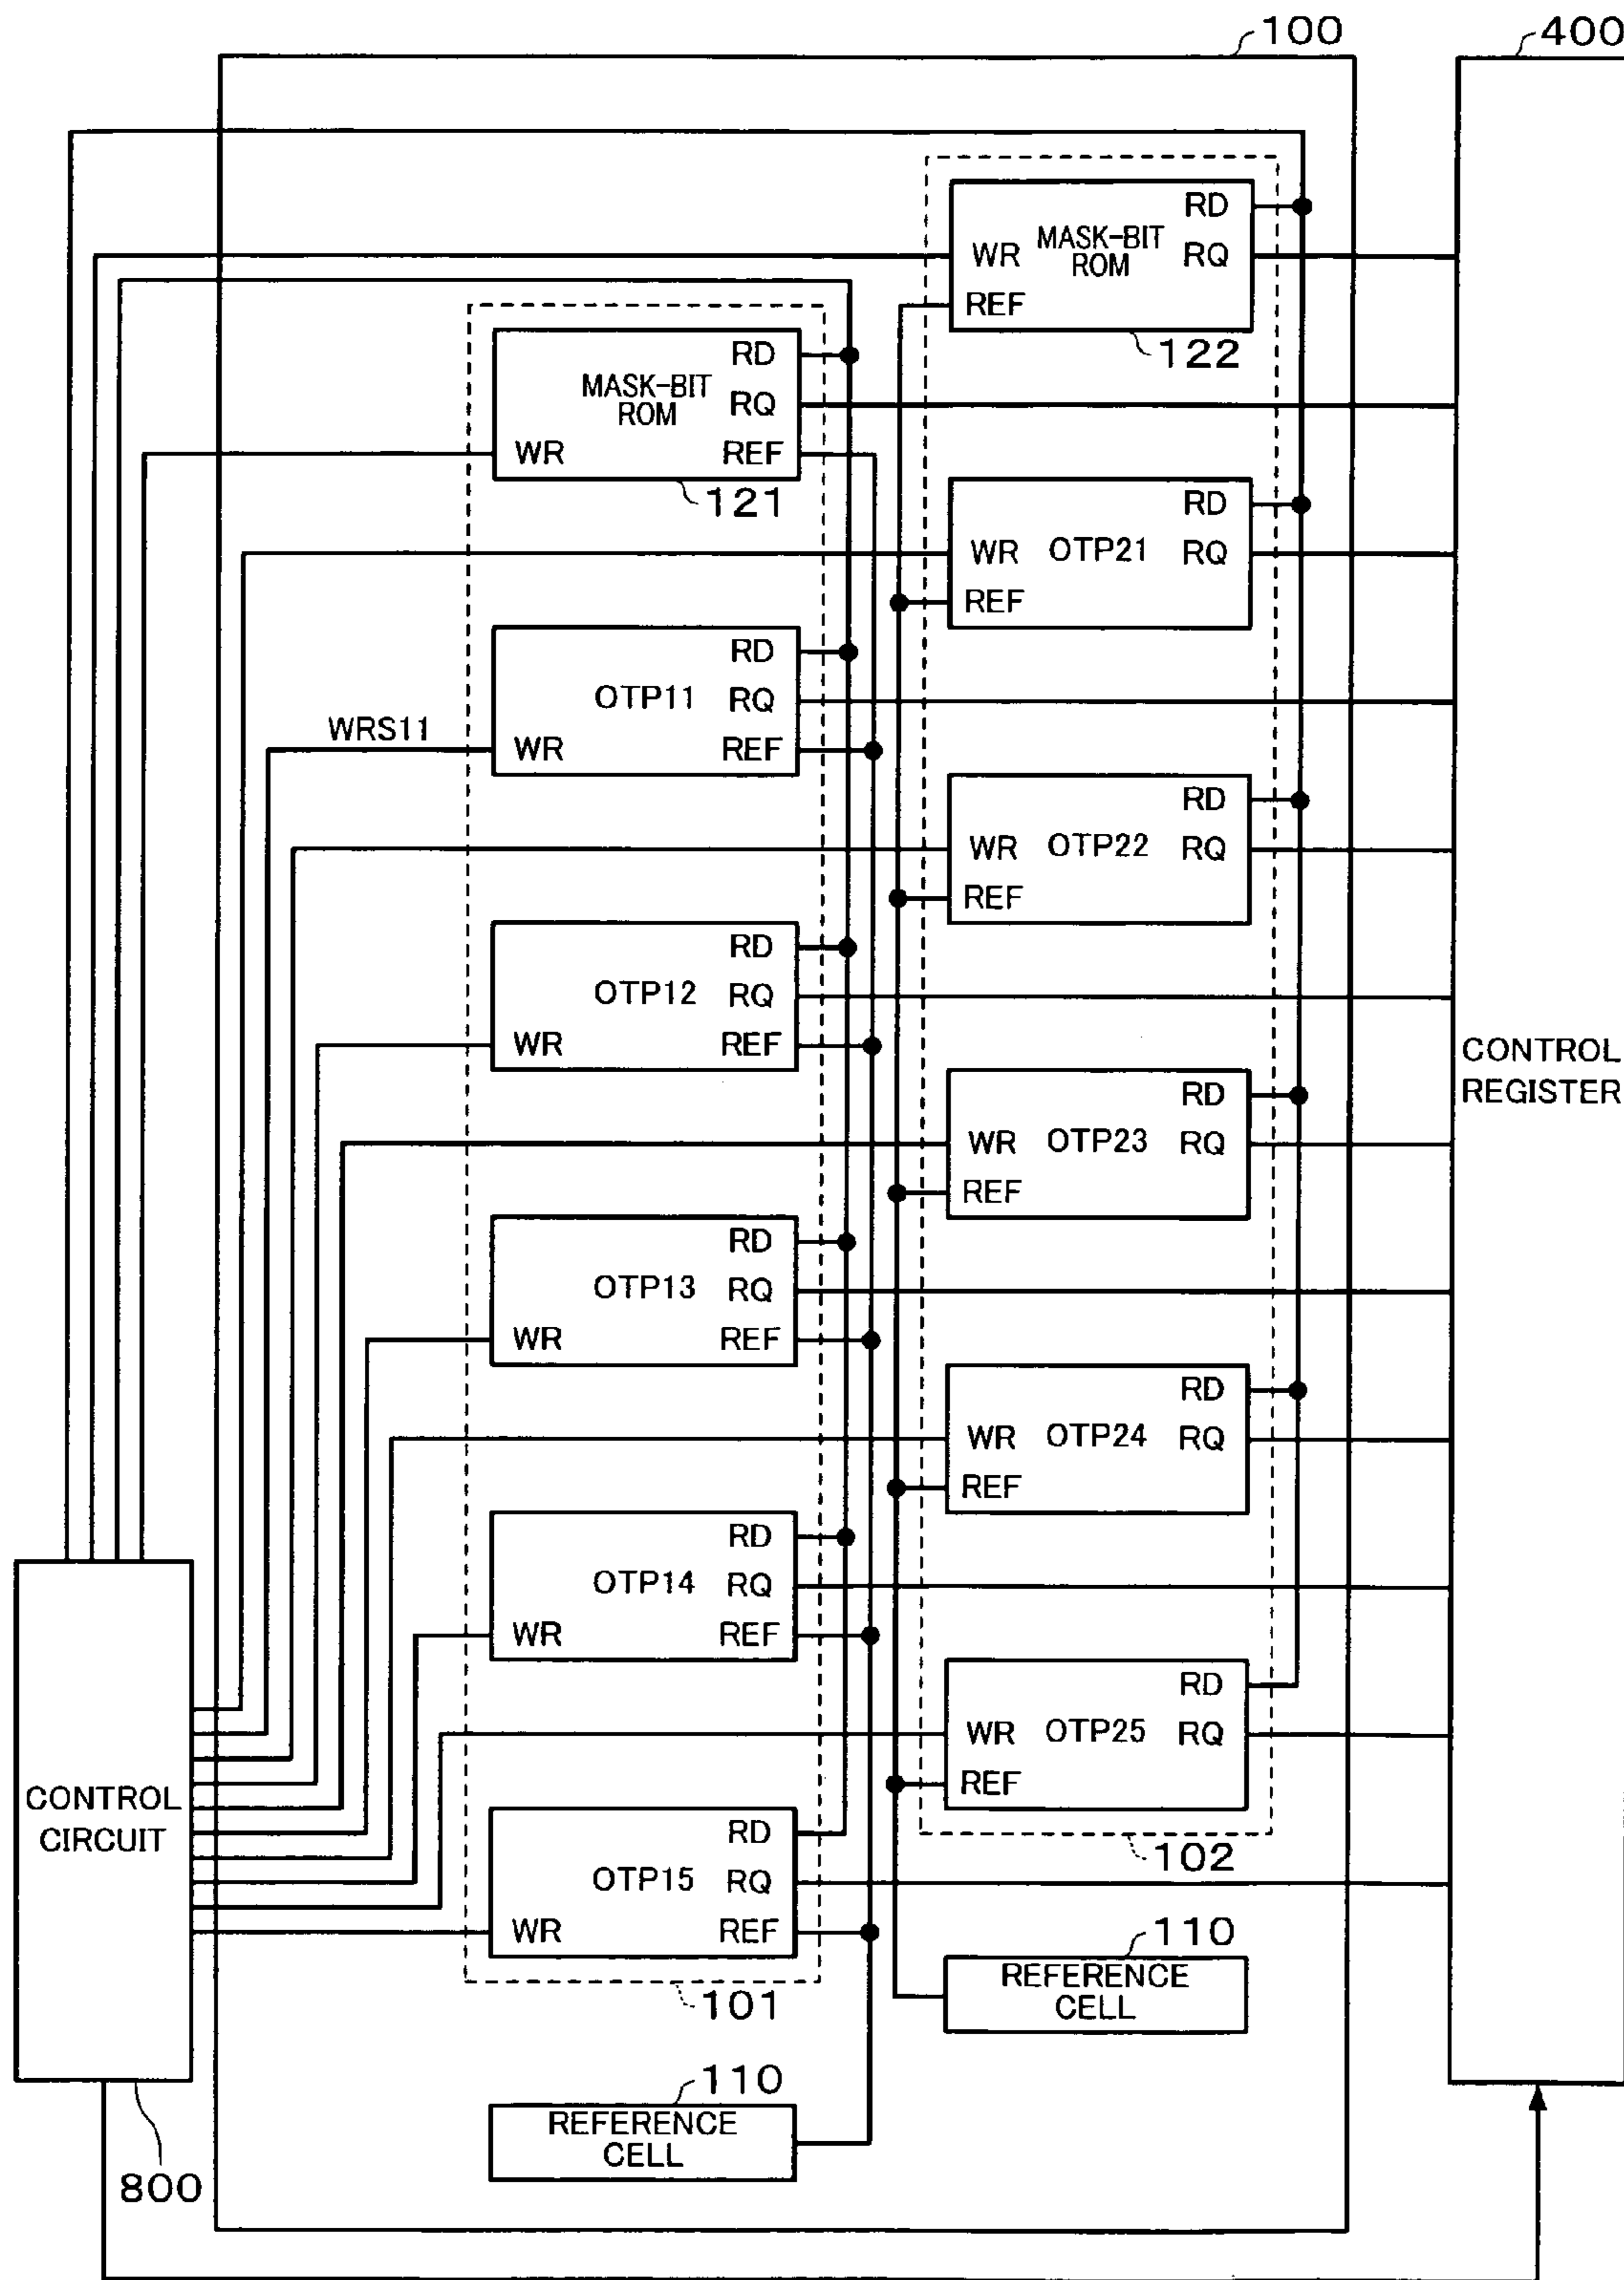 100
400
RD
WR
MASK-BIT
ROM
RQ
REF
122
RD
MASK-BIT
ROM
RQ
WR
REF
121
RD
WR
OTP21
RQ
REF
RD
OTP11
RQ
WRS11
WR
REF
RD
WR
OTP22
RQ
REF
RD
OTP12
RQ
WR
REF
CONTROL
REGISTER
RD
WR
OTP23
RQ
REF
RD
OTP13
RQ
WR
REF
RD
WR
OTP24
RQ
REF
RD
OTP14
RQ
WR
REF
RD
WR
OTP25
RQ
REF
CONTROL
CIRCUIT
RD
OTP15
RQ
WR
REF
102
101
110
REFERENCE
CELL
110
REFERENCE
CELL
800